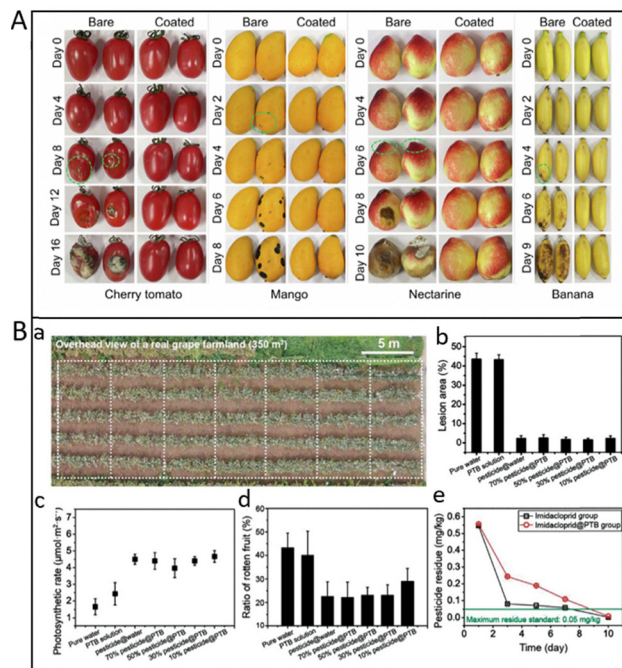 A
Bare Coated Bare Coated Bare Coated Bare Coated
Day 0 Day 0 Day 0 Day 0
Day 4 Day 2 Day 4 Day 2
Day 8 Day 4 Day 6 Day 4
Day 12 Day 6 Day 8 Day 6
Day 16 Day 8 Day 10 Day 9
Cherry tomato Mango Nectarine Banana
B
a
Overhead view of a real grape farmland (350 m²)
5 m
b
Lesion area (%)
50
40
30
20
10
0
Pure water
PTB solution
pesticide@water
70% pesticide@PTB
50% pesticide@PTB
30% pesticide@PTB
10% pesticide@PTB
c
Photosynthetic rate (μmol·m⁻²·s⁻¹)
6
5
4
3
2
1
0
Pure water
PTB solution
pesticide@water
70% pesticide@PTB
50% pesticide@PTB
30% pesticide@PTB
10% pesticide@PTB
d
Ratio of rotten fruit (%)
60
50
40
30
20
10
Pure water
PTB solution
pesticide@water
70% pesticide@PTB
50% pesticide@PTB
30% pesticide@PTB
10% pesticide@PTB
e
Pesticide residue (mg/kg)
Imidacloprid group
Imidacloprid@PTB group
0.6
0.5
0.4
0.3
0.2
0.1
0.0
Maximum residue standard: 0.05 mg/kg
0 2 4 6 8 10
Time (day)